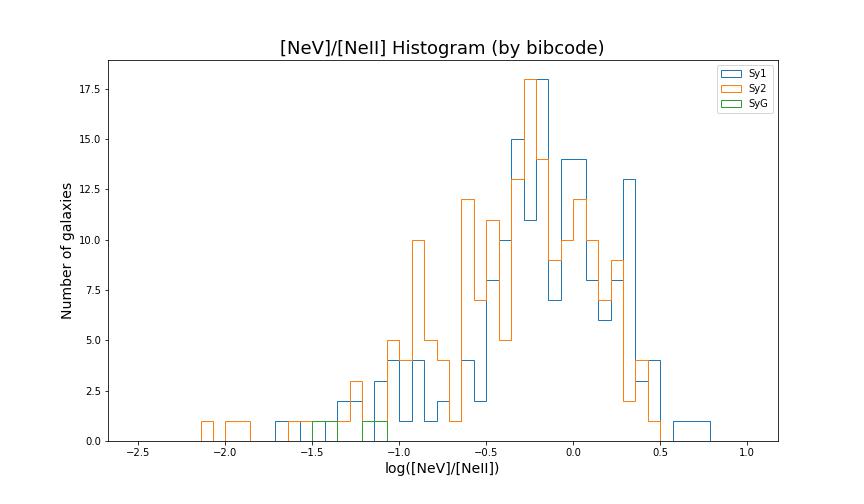 [NeV]/[NeII] Histogram (by bibcode)
Sy1
Sy2
SyG
17.5
15.0
12.5
10.0
7.5
5.0
2.5
0.0
Number of galaxies
−2.5 −2.0 −1.5 −1.0 −0.5 0.0 0.5 1.0
log([NeV]/[NeII])